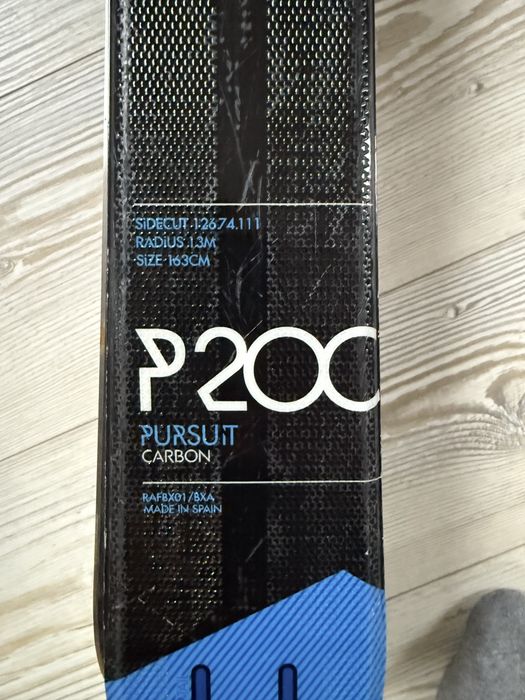 SIDECUT 126.74.111
RADIUS 13M
SIZE 163CM
P200
PURSUIT
CARBON
RAFBX01/BXA
MADE IN SPAIN